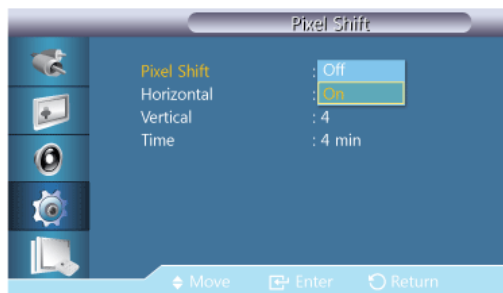 Pixel Shift
Pixel Shift : Off
Horizontal : On
Vertical : 4
Time : 4 min
Move Enter Return